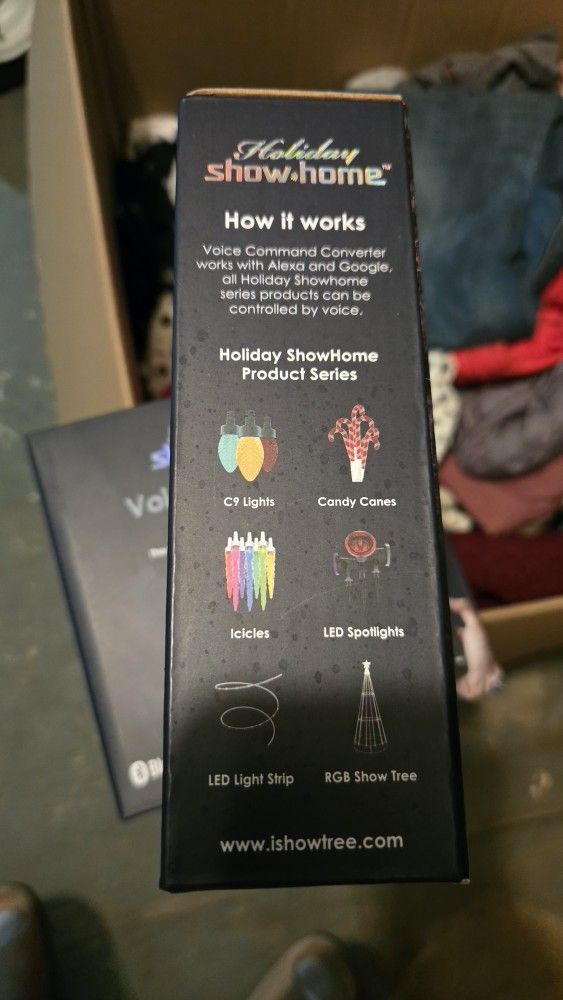 Holiday
show•home™
How it works
Voice Command Converter
works with Alexa and Google,
all Holiday Showhome
series products can be
controlled by voice.
Holiday ShowHome
Product Series
C9 Lights
Candy Canes
Icicles
LED Spotlights
LED Light Strip
RGB Show Tree
www.ishowtree.com